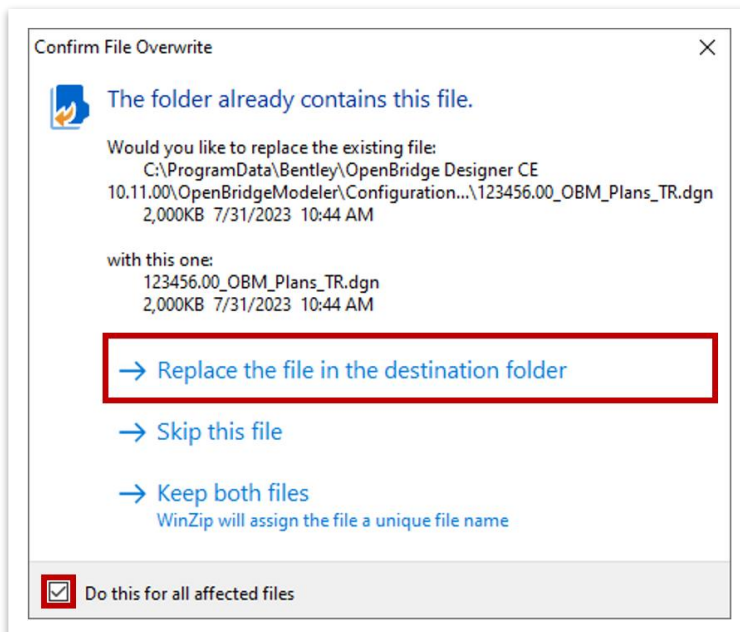 Confirm File Overwrite
The folder already contains this file.
Would you like to replace the existing file:
C:\ProgramData\Bentley\OpenBridge Designer CE
10.11.00\OpenBridgeModeler\Configuration...\123456.00_OBM_Plans_TR.dgn
2,000KB 7/31/2023 10:44 AM
with this one:
123456.00_OBM_Plans_TR.dgn
2,000KB 7/31/2023 10:44 AM
Replace the file in the destination folder
Skip this file
Keep both files
WinZip will assign the file a unique file name
Do this for all affected files